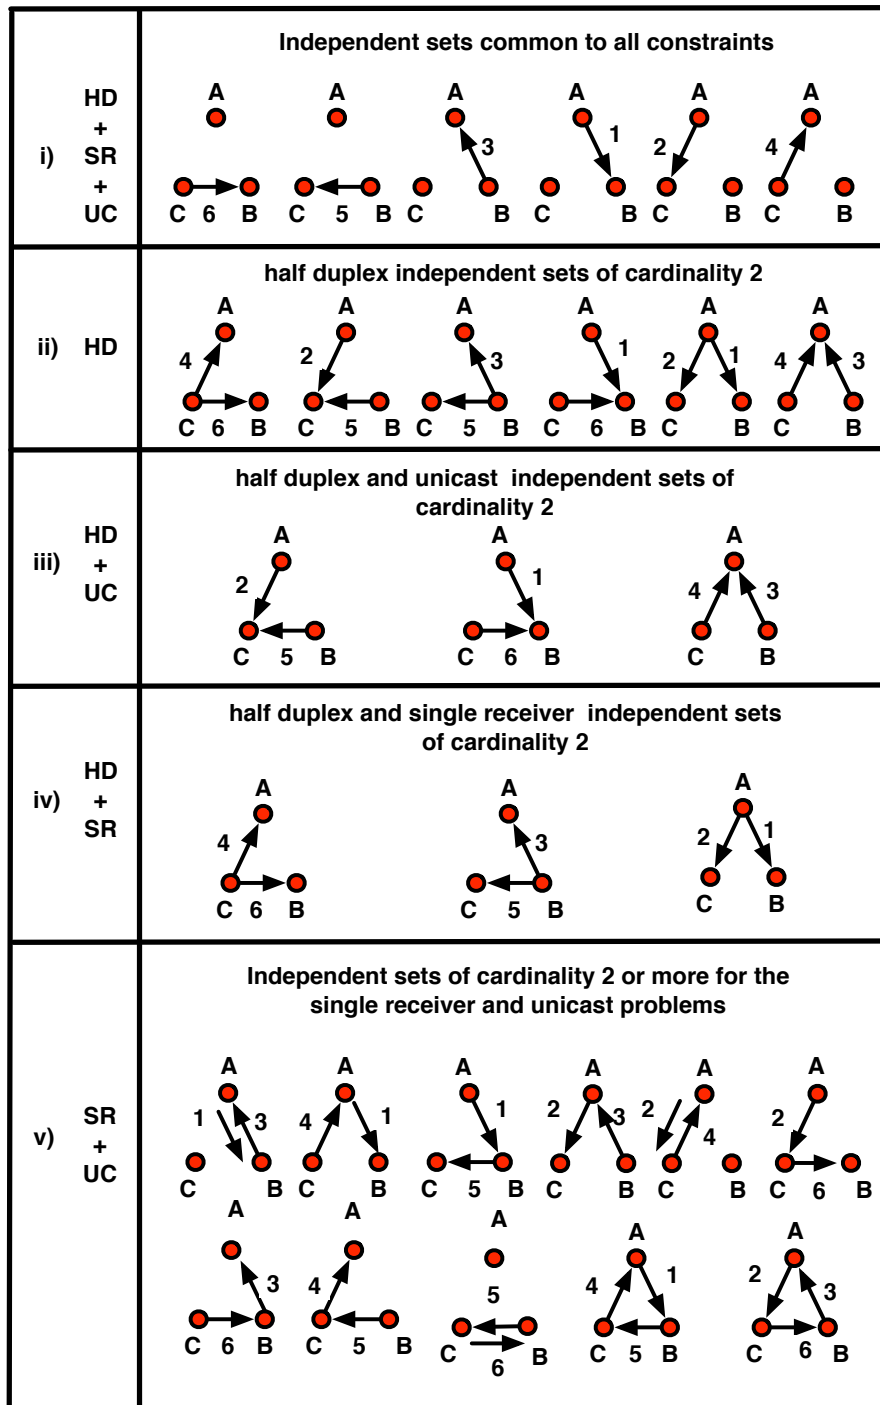 Independent sets common to all constraints
i) HD + SR + UC
A A A A A A
3 1 2 4
C 6 B C 5 B C B C B C B C B
half duplex independent sets of cardinality 2
ii) HD
A A A A A A
4 2 3 1 2 1 4 3
C 6 B C 5 B C 5 B C 6 B C B C B
half duplex and unicast independent sets of
cardinality 2
iii) HD + UC
A A A
2 1 4 3
C 5 B C 6 B C B
half duplex and single receiver independent sets
of cardinality 2
iv) HD + SR
A A A
4 3 2 1
C 6 B C 5 B C B
Independent sets of cardinality 2 or more for the
single receiver and unicast problems
v) SR + UC
A A A A A A
1 3 4 1 1 2 3 2 4 2
C B C B C 5 B C B C B C 6 B
A A A A A
3 4 5 4 1 2 3
C 6 B C 5 B C 6 B C 5 B C 6 B